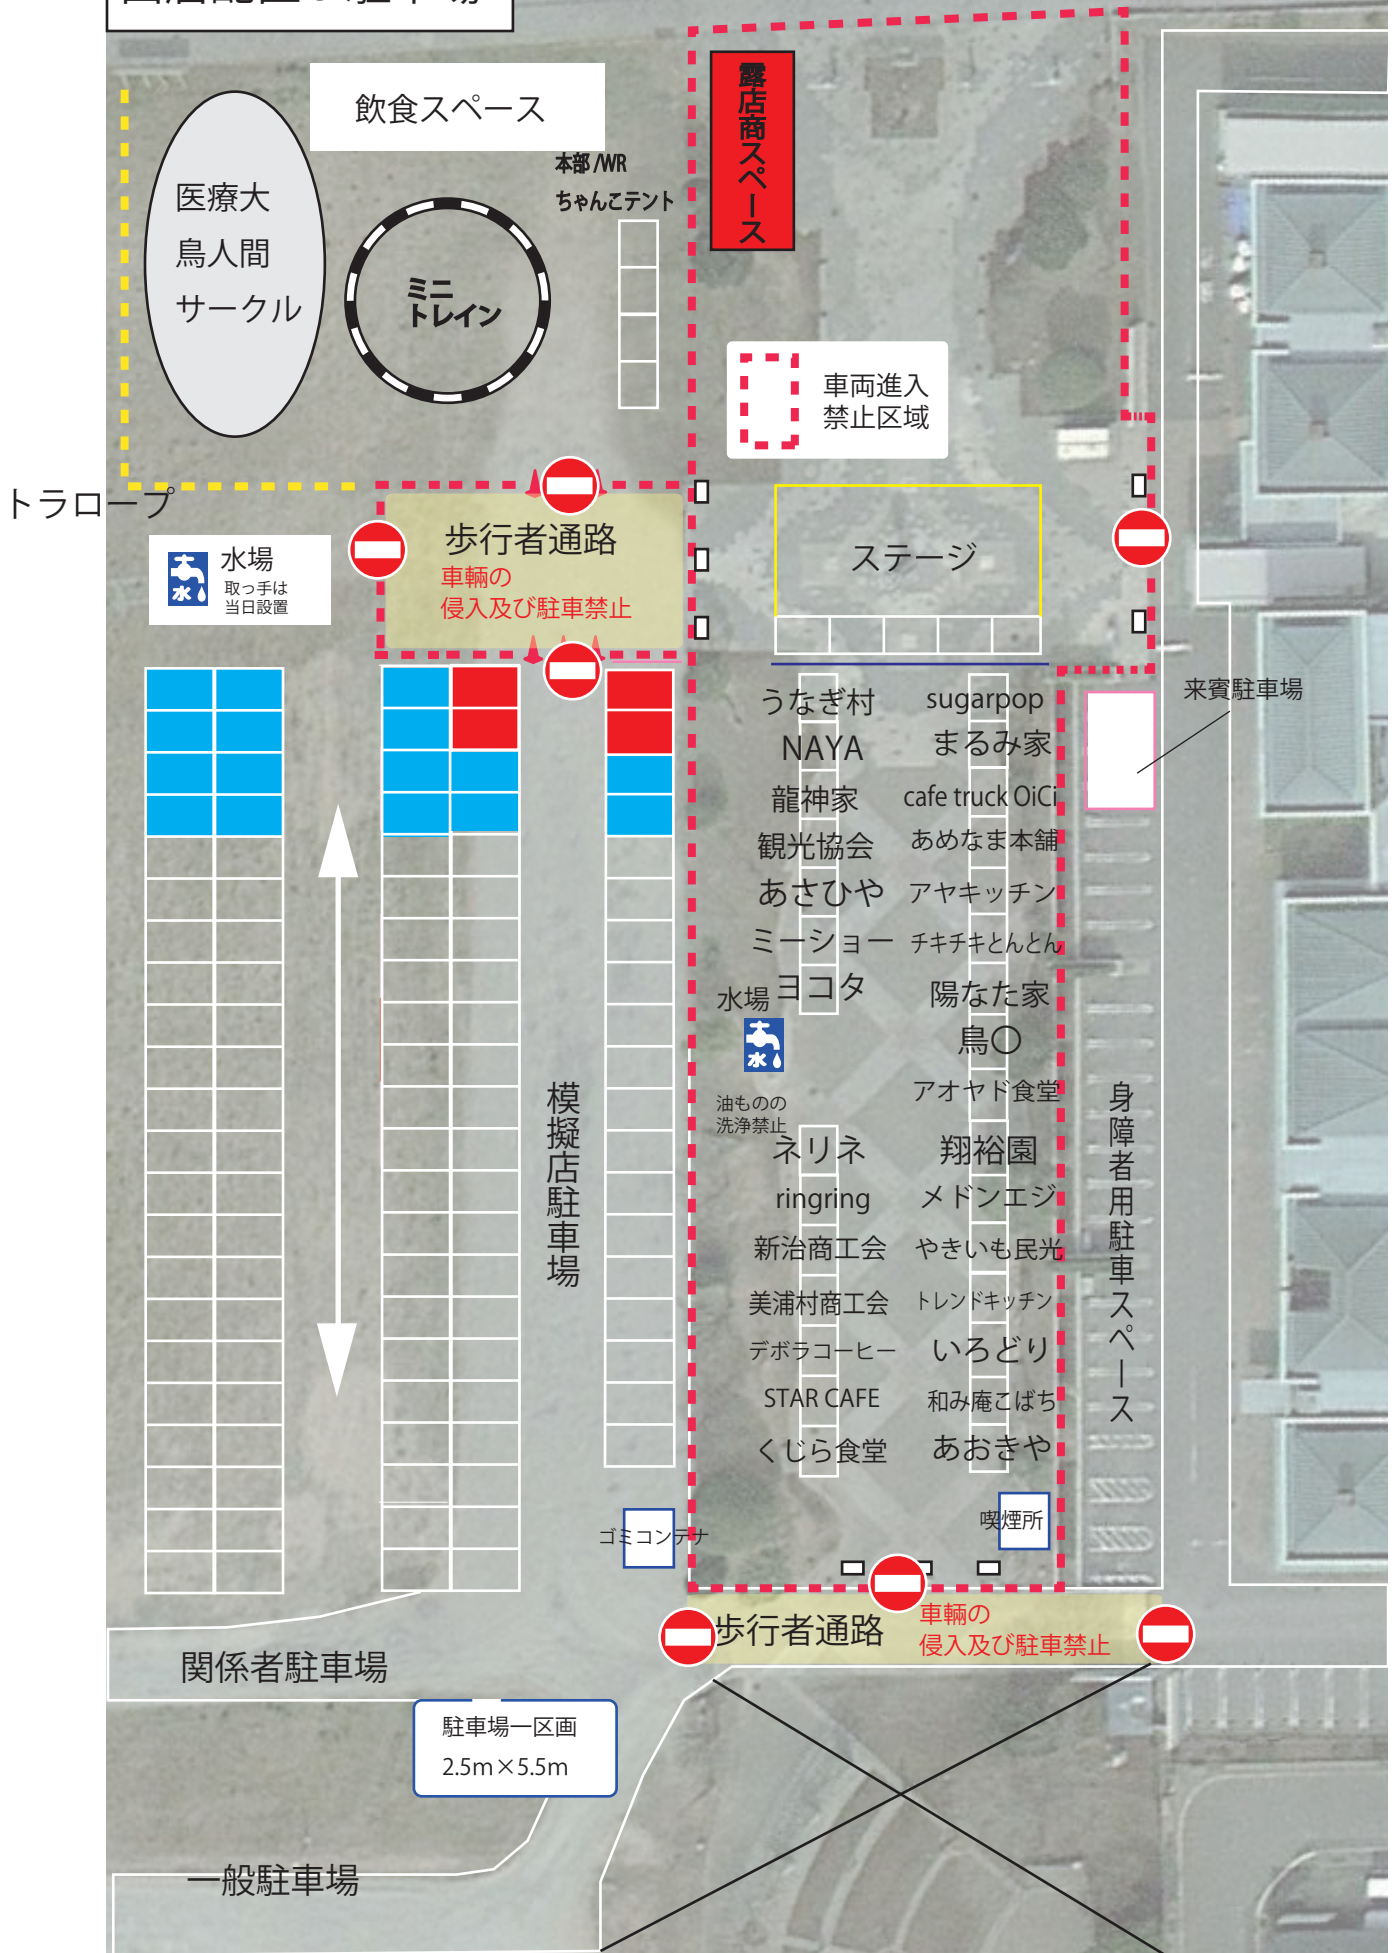 飲食スペース
本部/WR
ちゃんこテント
露店商スペース
医療大
鳥人間
サークル
ミニ
トレイン
車両進入
禁止区域
トラロープ
歩行者通路
車輌の
侵入及び駐車禁止
水場
取っ手は
当日設置
水
ステージ
来賓駐車場
うなぎ村
NAYA
龍神家
観光協会
あさひや
ミーショー
ヨコタ
sugarpop
まるみ家
cafe truck OiCi
あめなま本舗
アヤキッチン
チキチキとんとん
陽なた家
鳥〇
アオヤド食堂
水場
水
油ものの
洗浄禁止
ネリネ
ringring
新治商工会
美浦村商工会
デボラコーヒー
STAR CAFE
くじら食堂
翔裕園
メドンエジ
やきいも民光
トレンドキッチン
いろどり
和み庵こばち
あおきや
模擬店駐車場
身障者用駐車スペース
ゴミコンテナ
喫煙所
歩行者通路
車輌の
侵入及び駐車禁止
関係者駐車場
駐車場一区画
2.5m×5.5m
一般駐車場